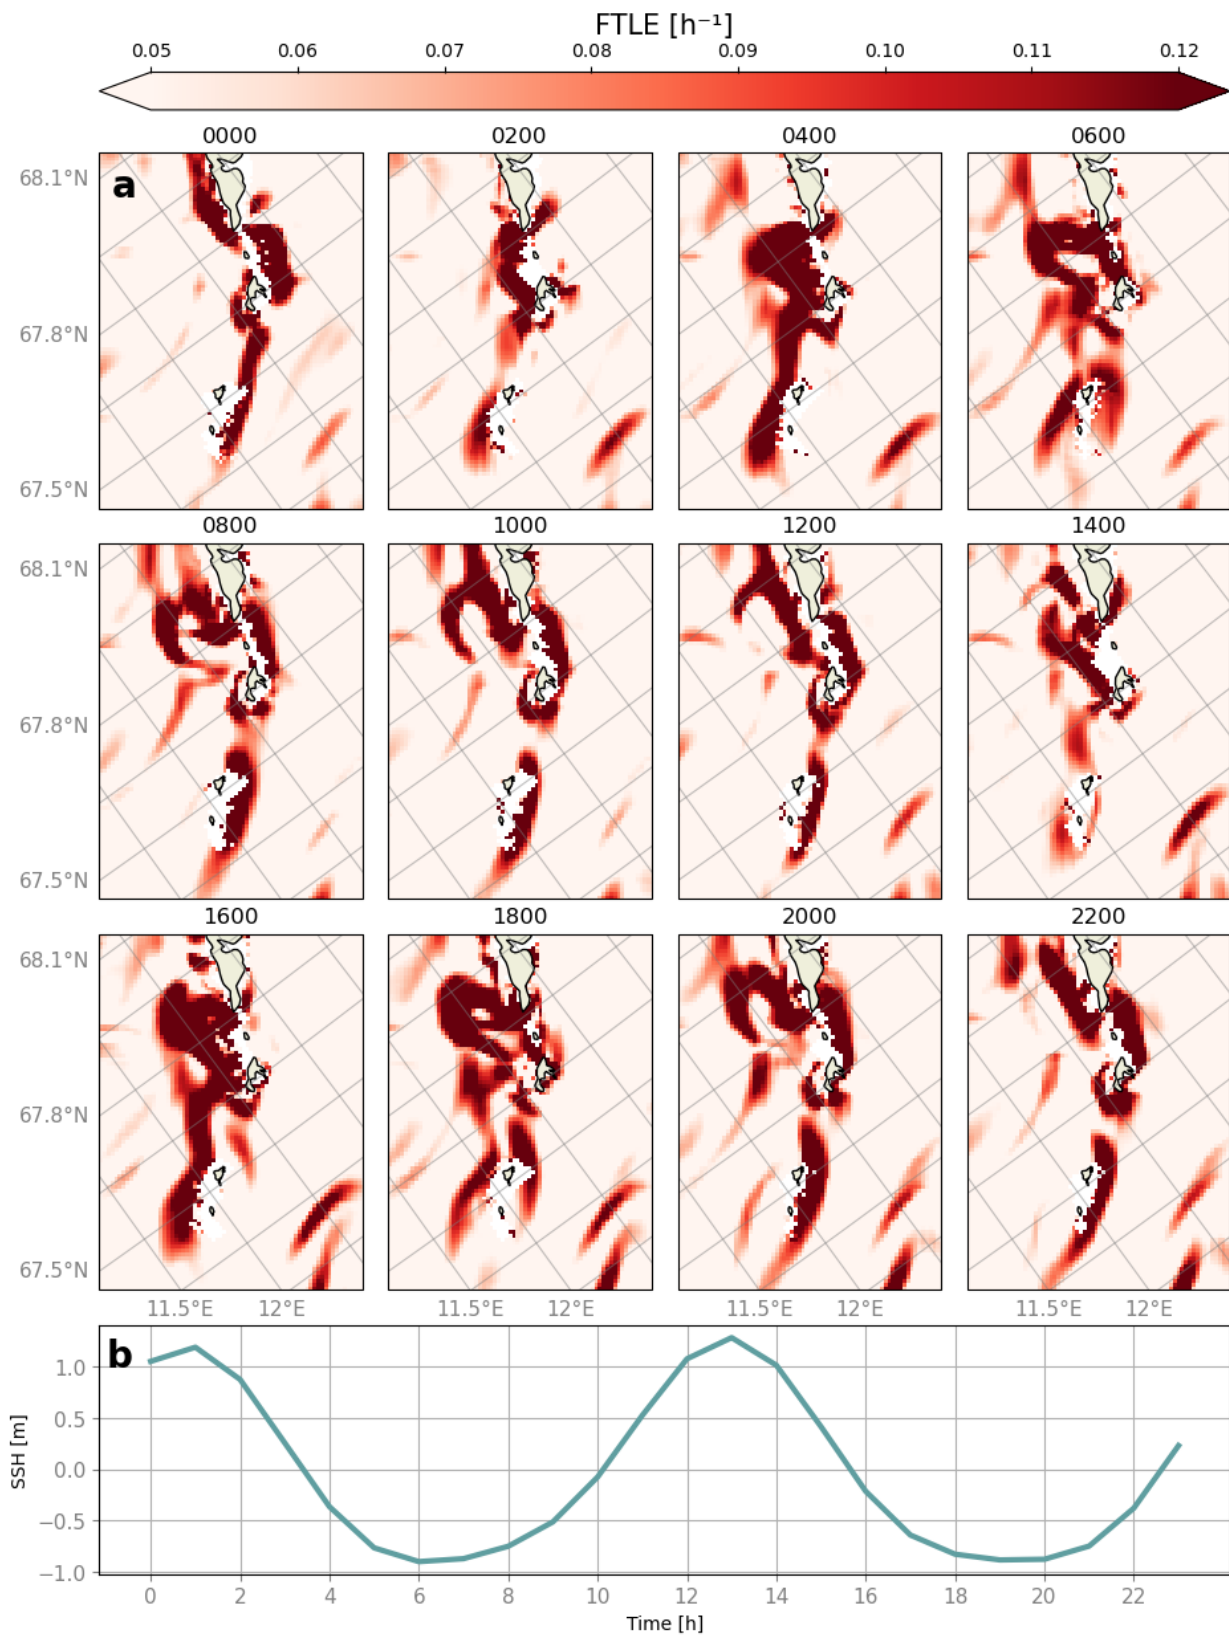 FTLE [h⁻¹]
0.05 0.06 0.07 0.08 0.09 0.10 0.11 0.12
0000 0200 0400 0600
a
68.1°N
67.8°N
67.5°N
0800 1000 1200 1400
68.1°N
67.8°N
67.5°N
1600 1800 2000 2200
68.1°N
67.8°N
67.5°N
11.5°E 12°E 11.5°E 12°E 11.5°E 12°E 11.5°E 12°E
b
SSH [m]
1.0
0.5
0.0
−0.5
−1.0
0 2 4 6 8 10 12 14 16 18 20 22
Time [h]